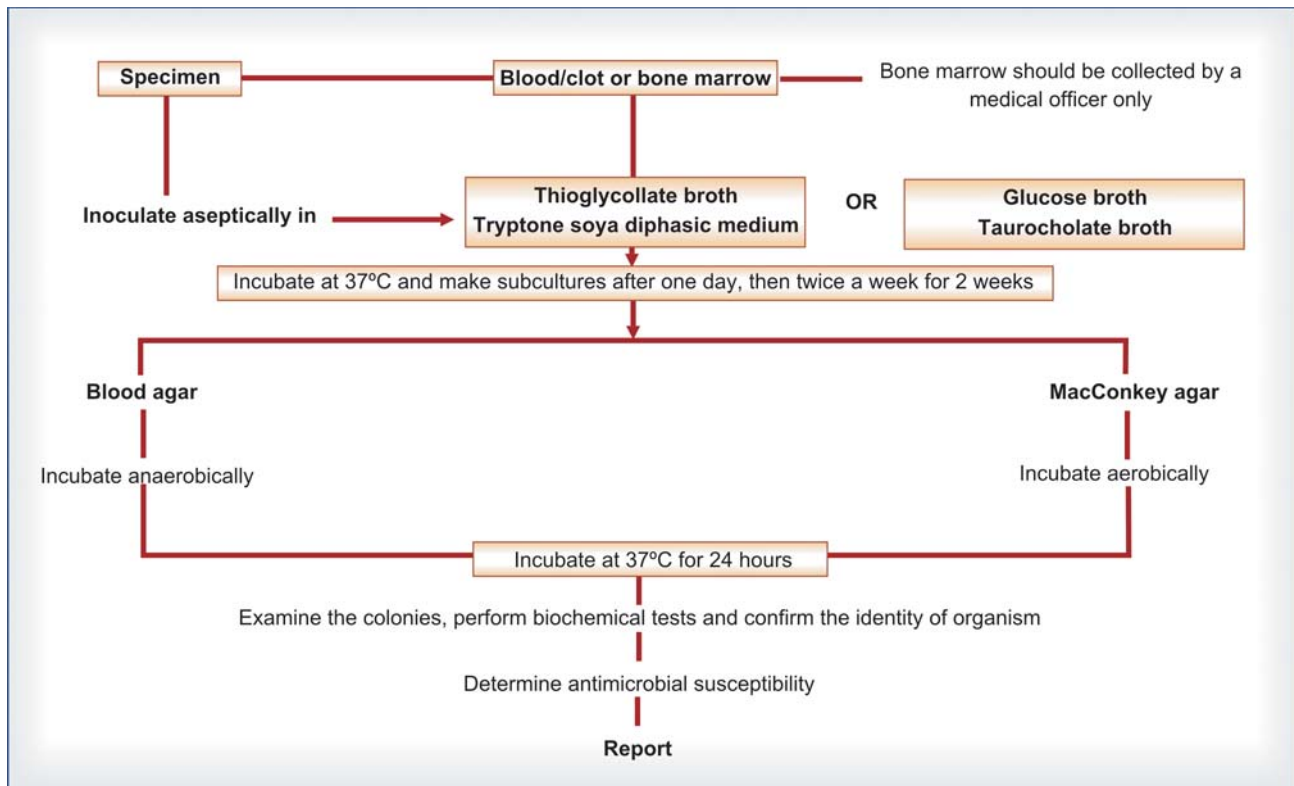 Specimen
Blood/clot or bone marrow
Bone marrow should be collected by a
medical officer only
Inoculate aseptically in
Thioglycollate broth
Tryptone soya diphasic medium
OR
Glucose broth
Taurocholate broth
Incubate at 37ºC and make subcultures after one day, then twice a week for 2 weeks
Blood agar
MacConkey agar
Incubate anaerobically
Incubate aerobically
Incubate at 37ºC for 24 hours
Examine the colonies, perform biochemical tests and confirm the identity of organism
Determine antimicrobial susceptibility
Report